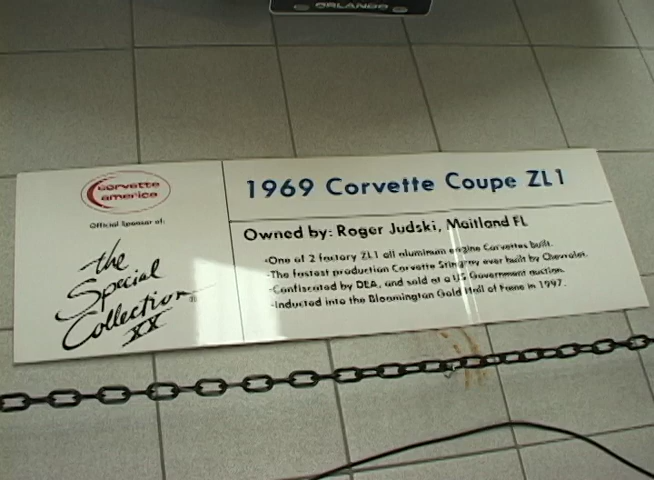 ORLANDO
corvette
america
Official Sponsor of:
the
Special
Collection
XX
1969 Corvette Coupe ZL1
Owned by: Roger Judski, Maitland FL
-One of 2 factory ZL1 all aluminum engine Corvettes built.
-The fastest production Corvette Stingray ever built by Chevrolet.
-Confiscated by DEA, and sold at a US Government auction.
-Inducted into the Bloomington Gold Hall of Fame in 1997.